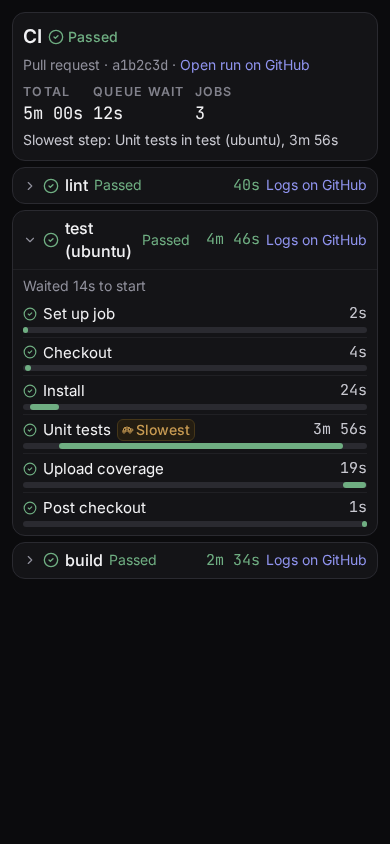 CI Passed
Pull request · a1b2c3d · Open run on GitHub
TOTAL QUEUE WAIT JOBS
5m 00s 12s 3
Slowest step: Unit tests in test (ubuntu), 3m 56s
lint Passed 40s Logs on GitHub
test (ubuntu) Passed 4m 46s Logs on GitHub
Waited 14s to start
Set up job 2s
Checkout 4s
Install 24s
Unit tests Slowest 3m 56s
Upload coverage 19s
Post checkout 1s
build Passed 2m 34s Logs on GitHub